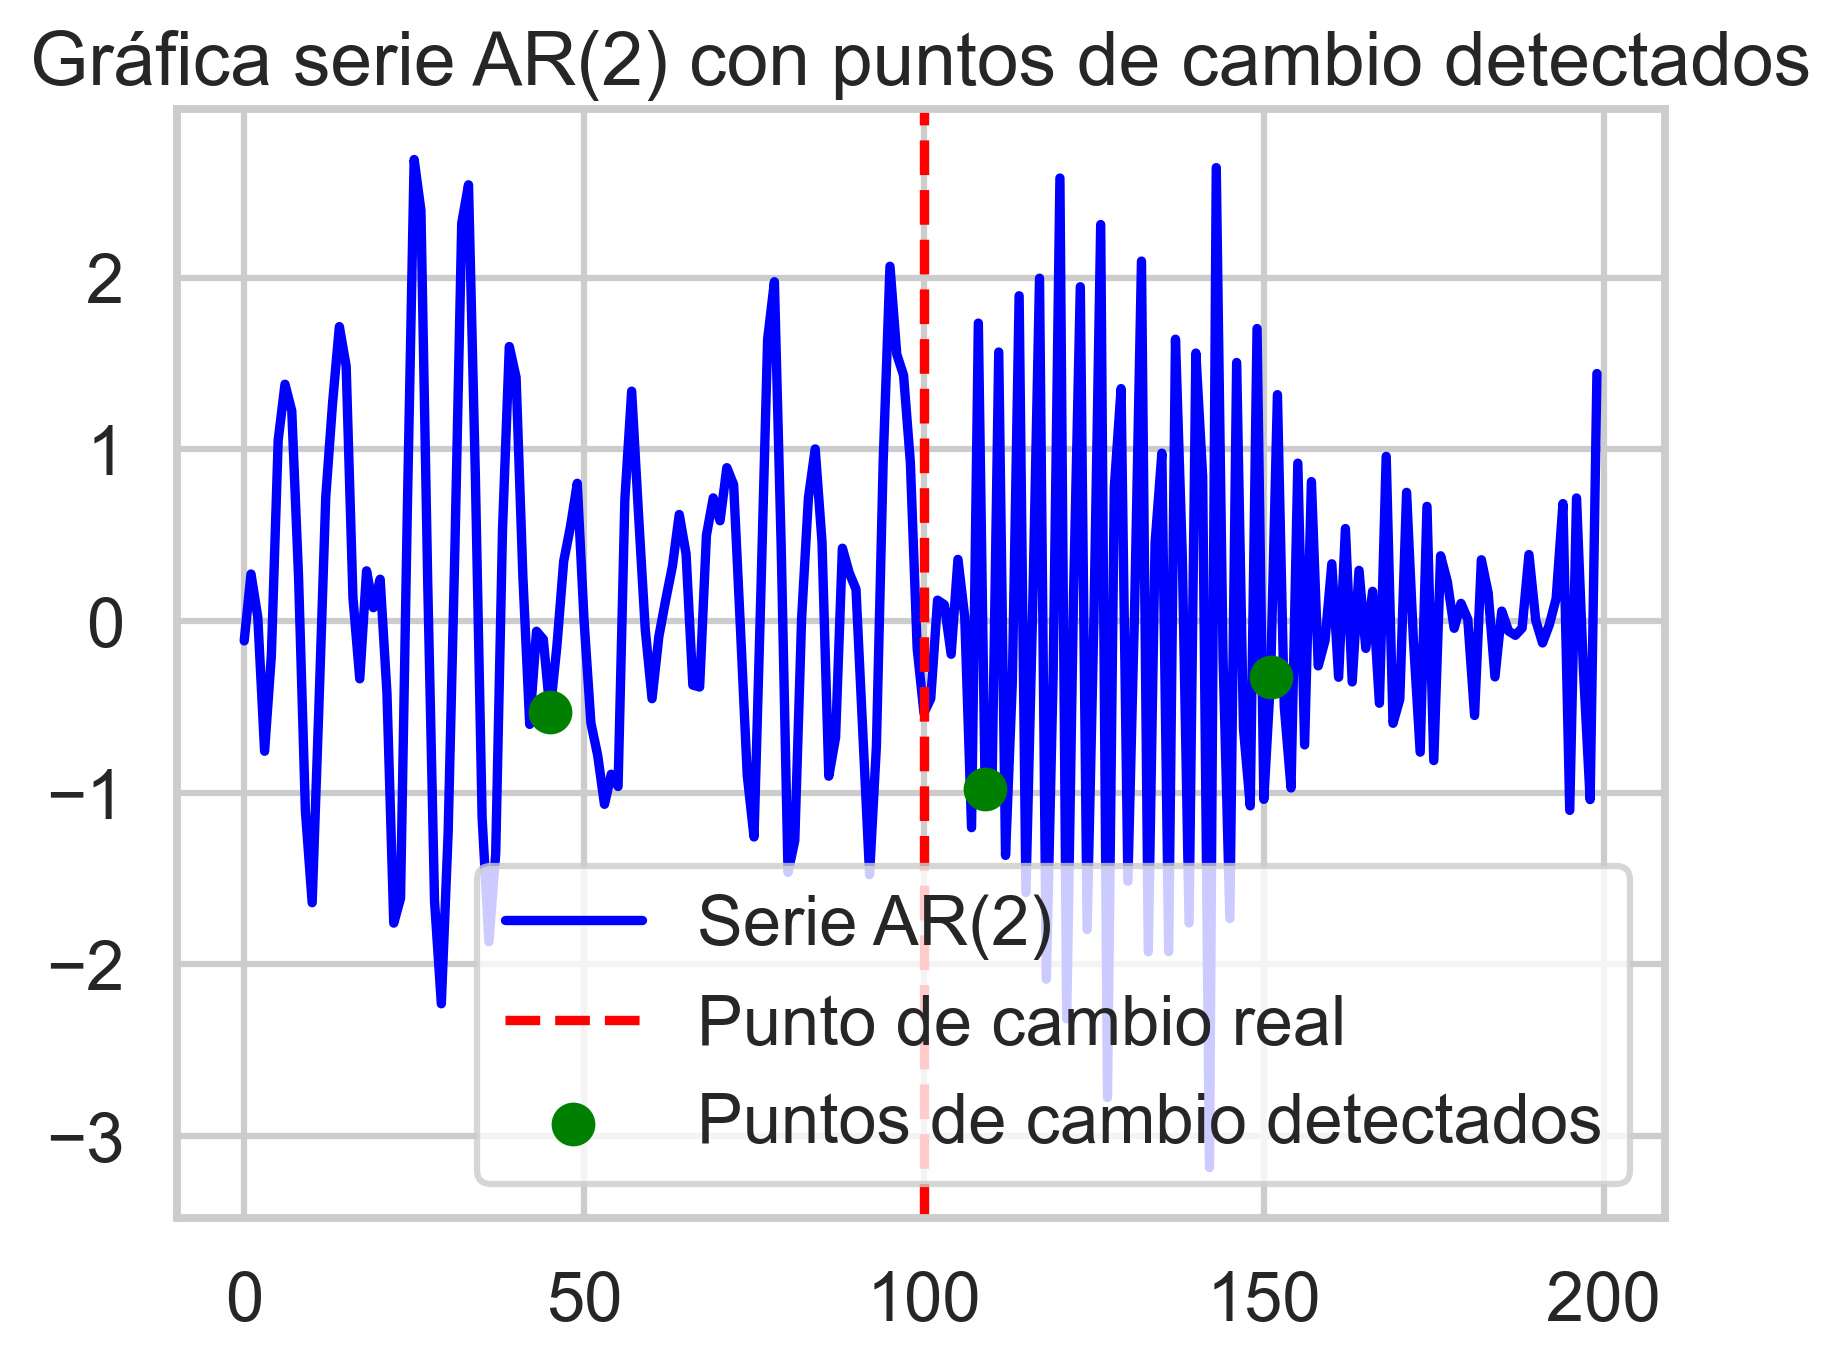 Gráfica serie AR(2) con puntos de cambio detectados
2
1
0
−1
−2
−3
Serie AR(2)
Punto de cambio real
Puntos de cambio detectados
0 50 100 150 200